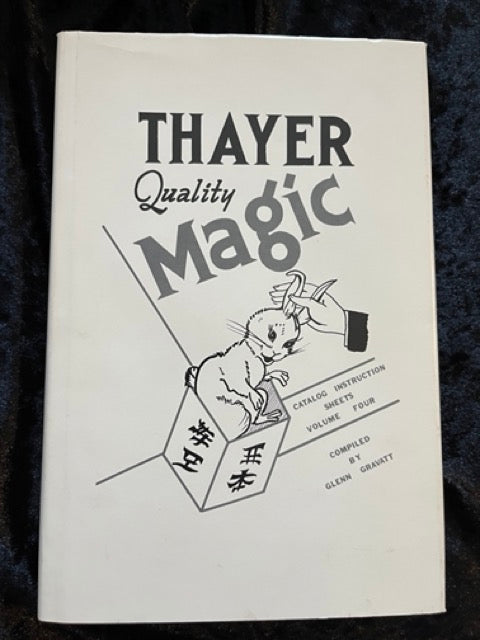 THAYER
Quality
Magic
CATALOG INSTRUCTION
SHEETS
VOLUME FOUR
COMPILED
BY
GLENN GRAVATT